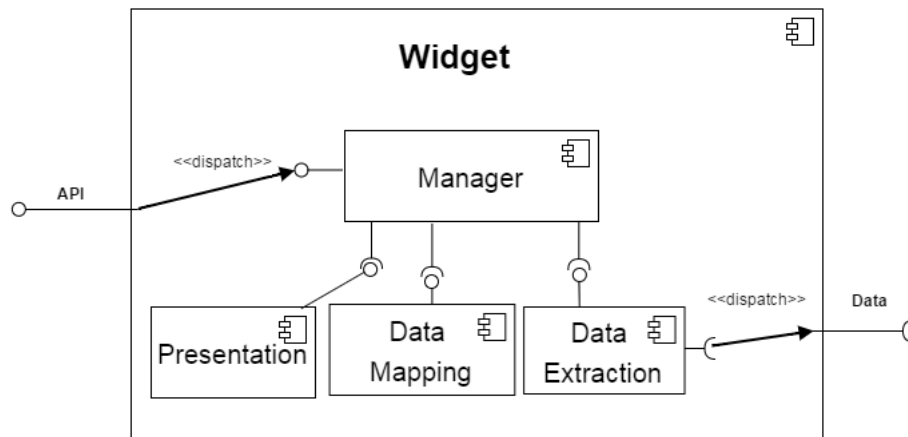 Widget
<<dispatch>>
Manager
API
Presentation
Data
Mapping
Data
Extraction
<<dispatch>>
Data